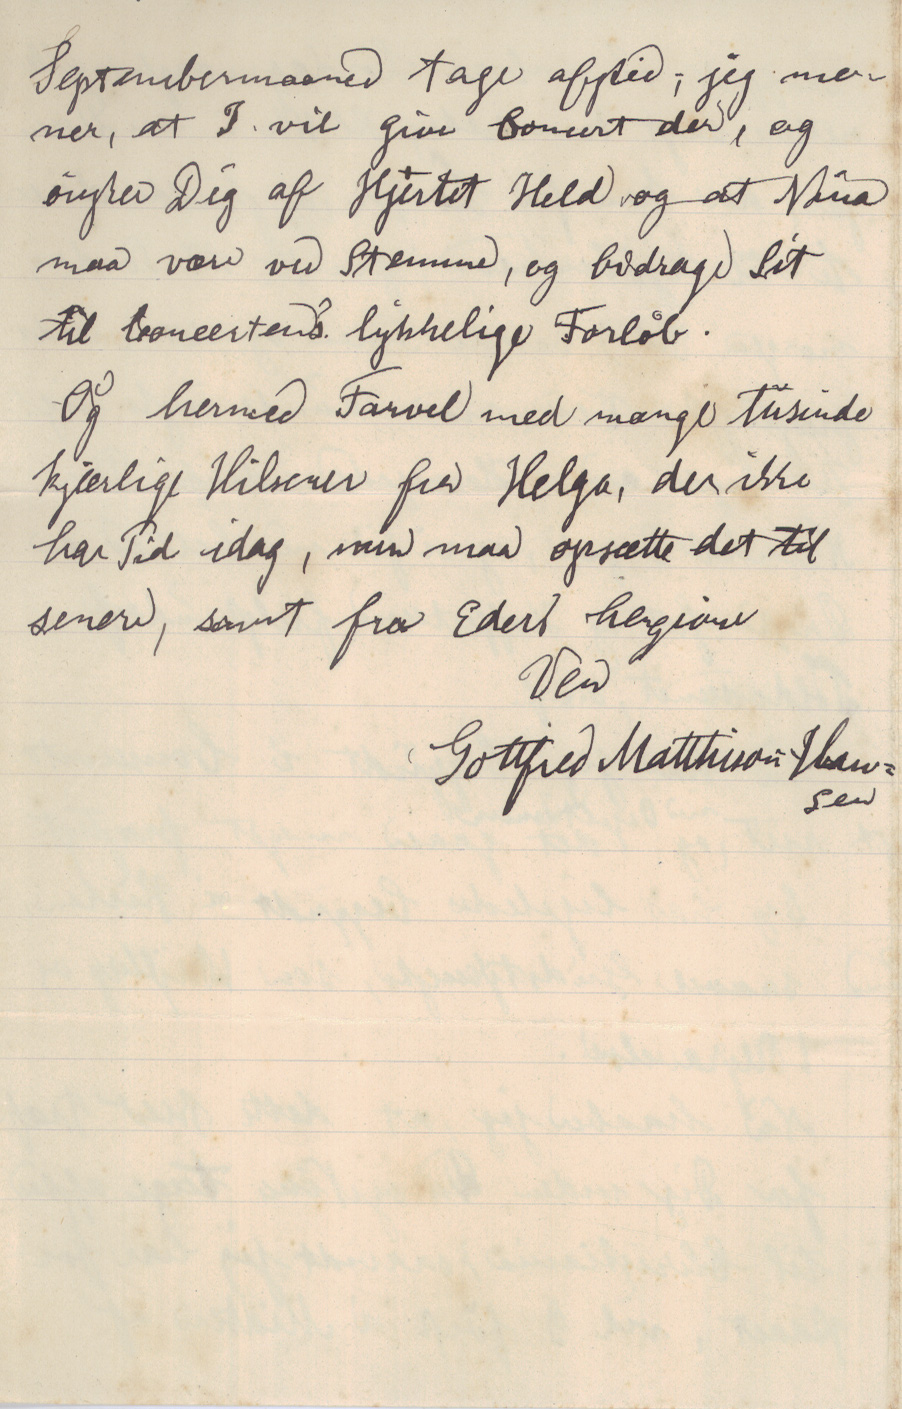 Septembermaaned tage afsted; jeg me-
ner, at I vil give Concert der, og
önsker Dig af Hjertet Held og at Nina
maa være ved Stemme, og bidrage Sit
til Concertens lykkelige Forlöb.
Og hermed Farvel med mange tusinde
kjærlige Hilsener fra Helga, der ikke
har Tid idag, men maa opsætte det til
senere, samt fra Eders hengivne
Ven
Gottfred Matthison-Han=
sen